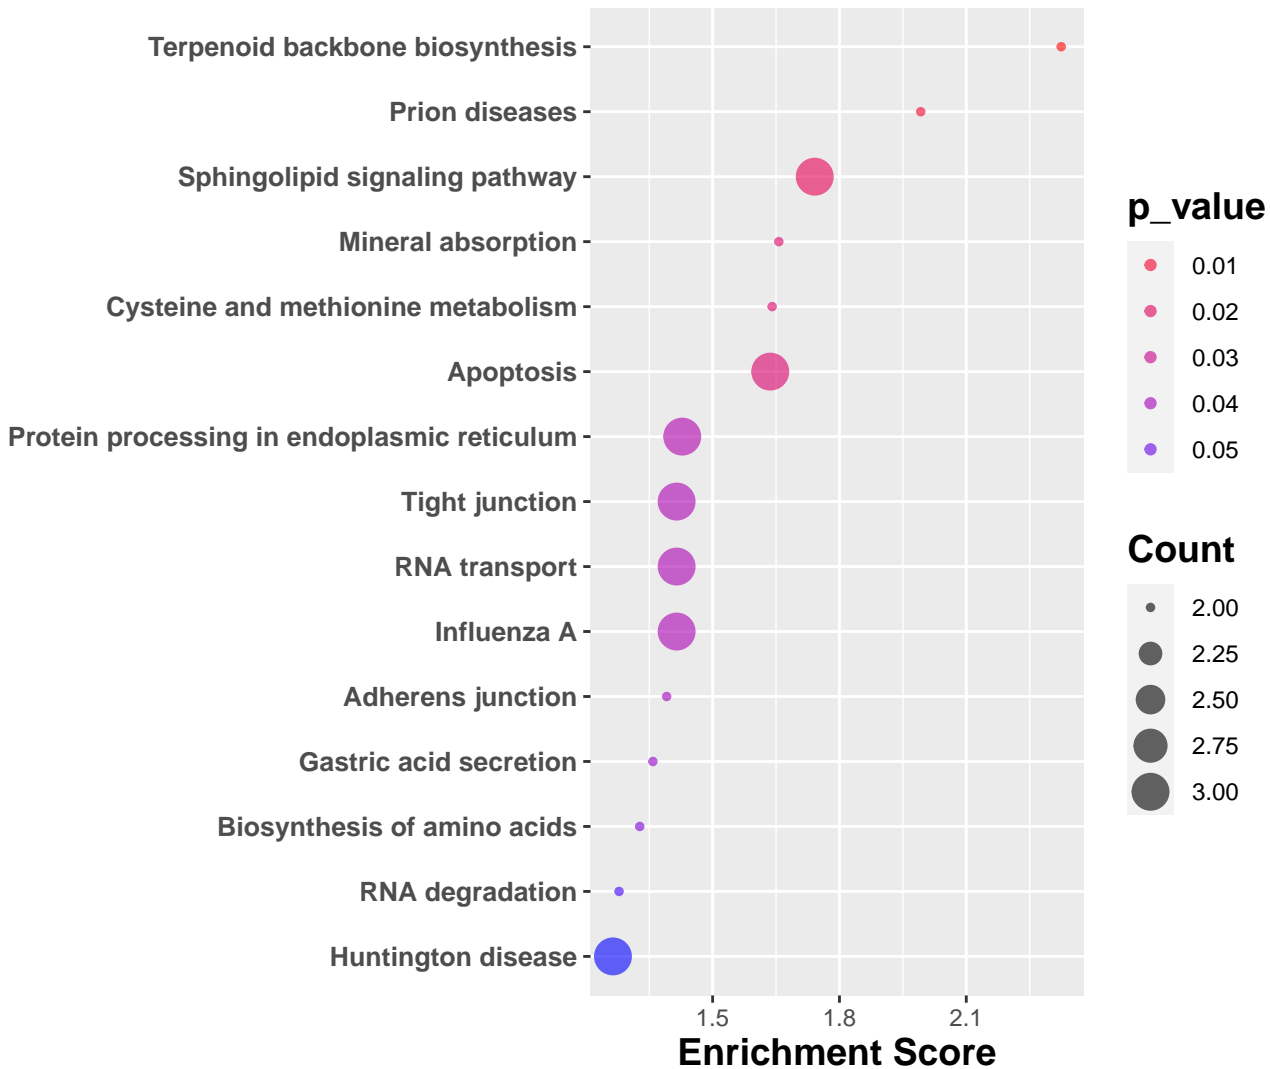 Terpenoid backbone biosynthesis
Prion diseases
Sphingolipid signaling pathway
Mineral absorption
Cysteine and methionine metabolism
Apoptosis
Protein processing in endoplasmic reticulum
Tight junction
RNA transport
Influenza A
Adherens junction
Gastric acid secretion
Biosynthesis of amino acids
RNA degradation
Huntington disease
1.5 1.8 2.1
Enrichment Score
p_value
0.01
0.02
0.03
0.04
0.05
Count
2.00
2.25
2.50
2.75
3.00